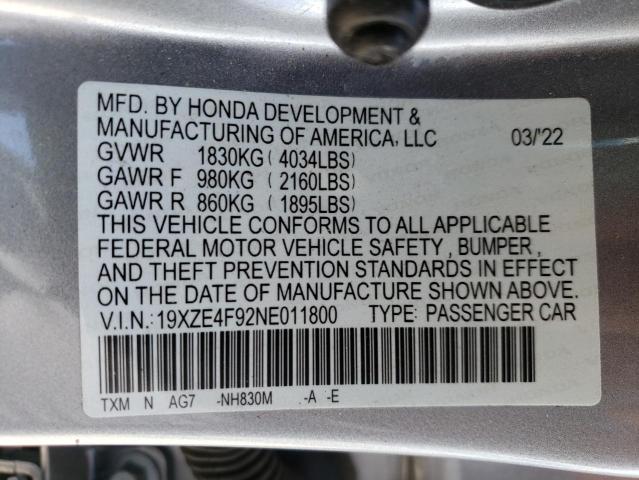 MFD. BY HONDA DEVELOPMENT &
MANUFACTURING OF AMERICA, LLC 03/'22
GVWR 1830KG ( 4034LBS)
GAWR F 980KG ( 2160LBS)
GAWR R 860KG ( 1895LBS)
THIS VEHICLE CONFORMS TO ALL APPLICABLE
FEDERAL MOTOR VEHICLE SAFETY , BUMPER ,
AND THEFT PREVENTION STANDARDS IN EFFECT
ON THE DATE OF MANUFACTURE SHOWN ABOVE.
V.I.N.:19XZE4F92NE011800 TYPE: PASSENGER CAR
TXM N AG7 -NH830M -A -E